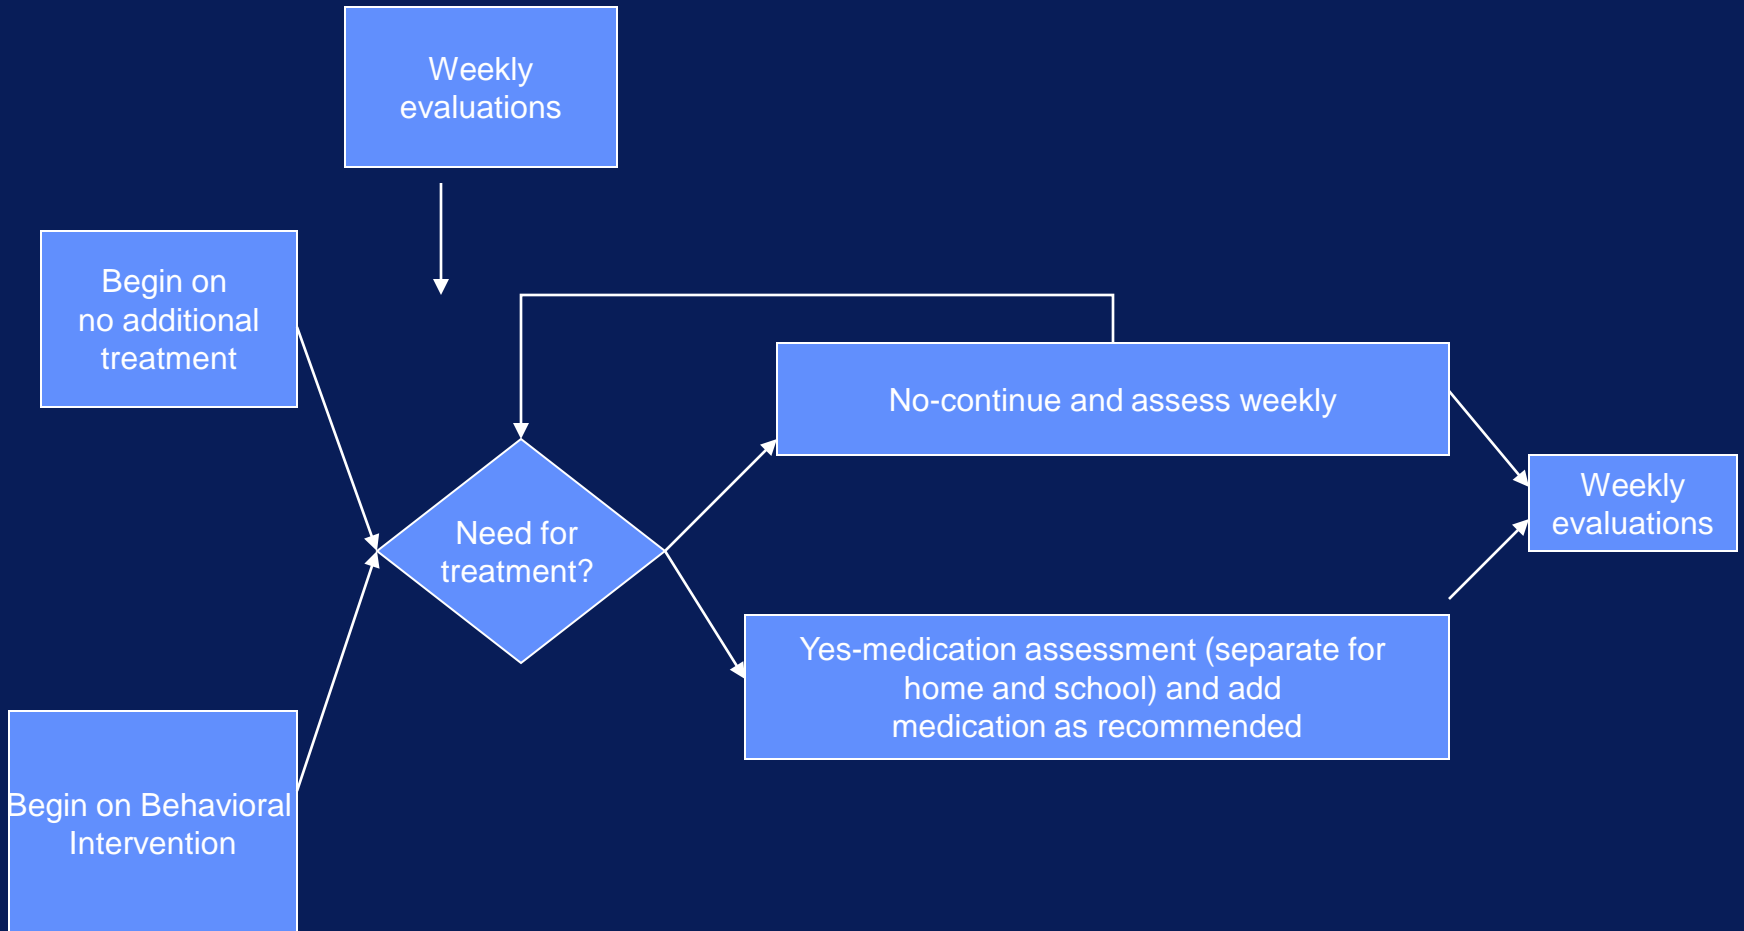 Weekly
evaluations
Begin on
no additional
treatment
No-continue and assess weekly
Weekly
evaluations
Need for
treatment?
Yes-medication assessment (separate for
home and school) and add
medication as recommended
Begin on Behavioral
Intervention